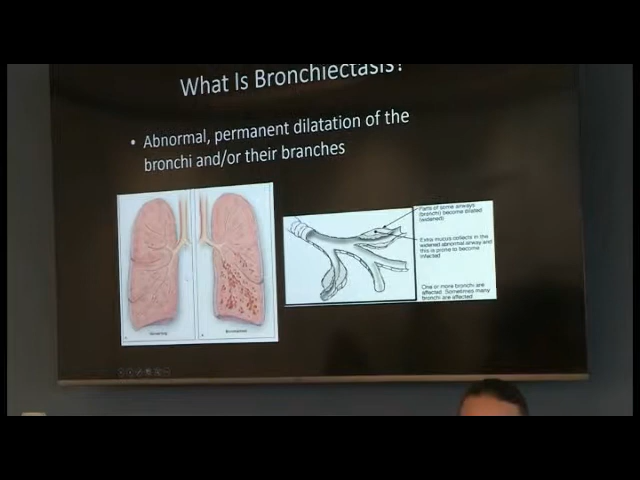 What Is Bronchiectasis?
• Abnormal, permanent dilatation of the
bronchi and/or their branches
Parts of some airways
(bronchi) become dilated
(widened)
Extra mucus collects in the
widened abnormal airway and
this is prone to become
infected
One or more bronchi are
affected. Sometimes many
bronchi are affected